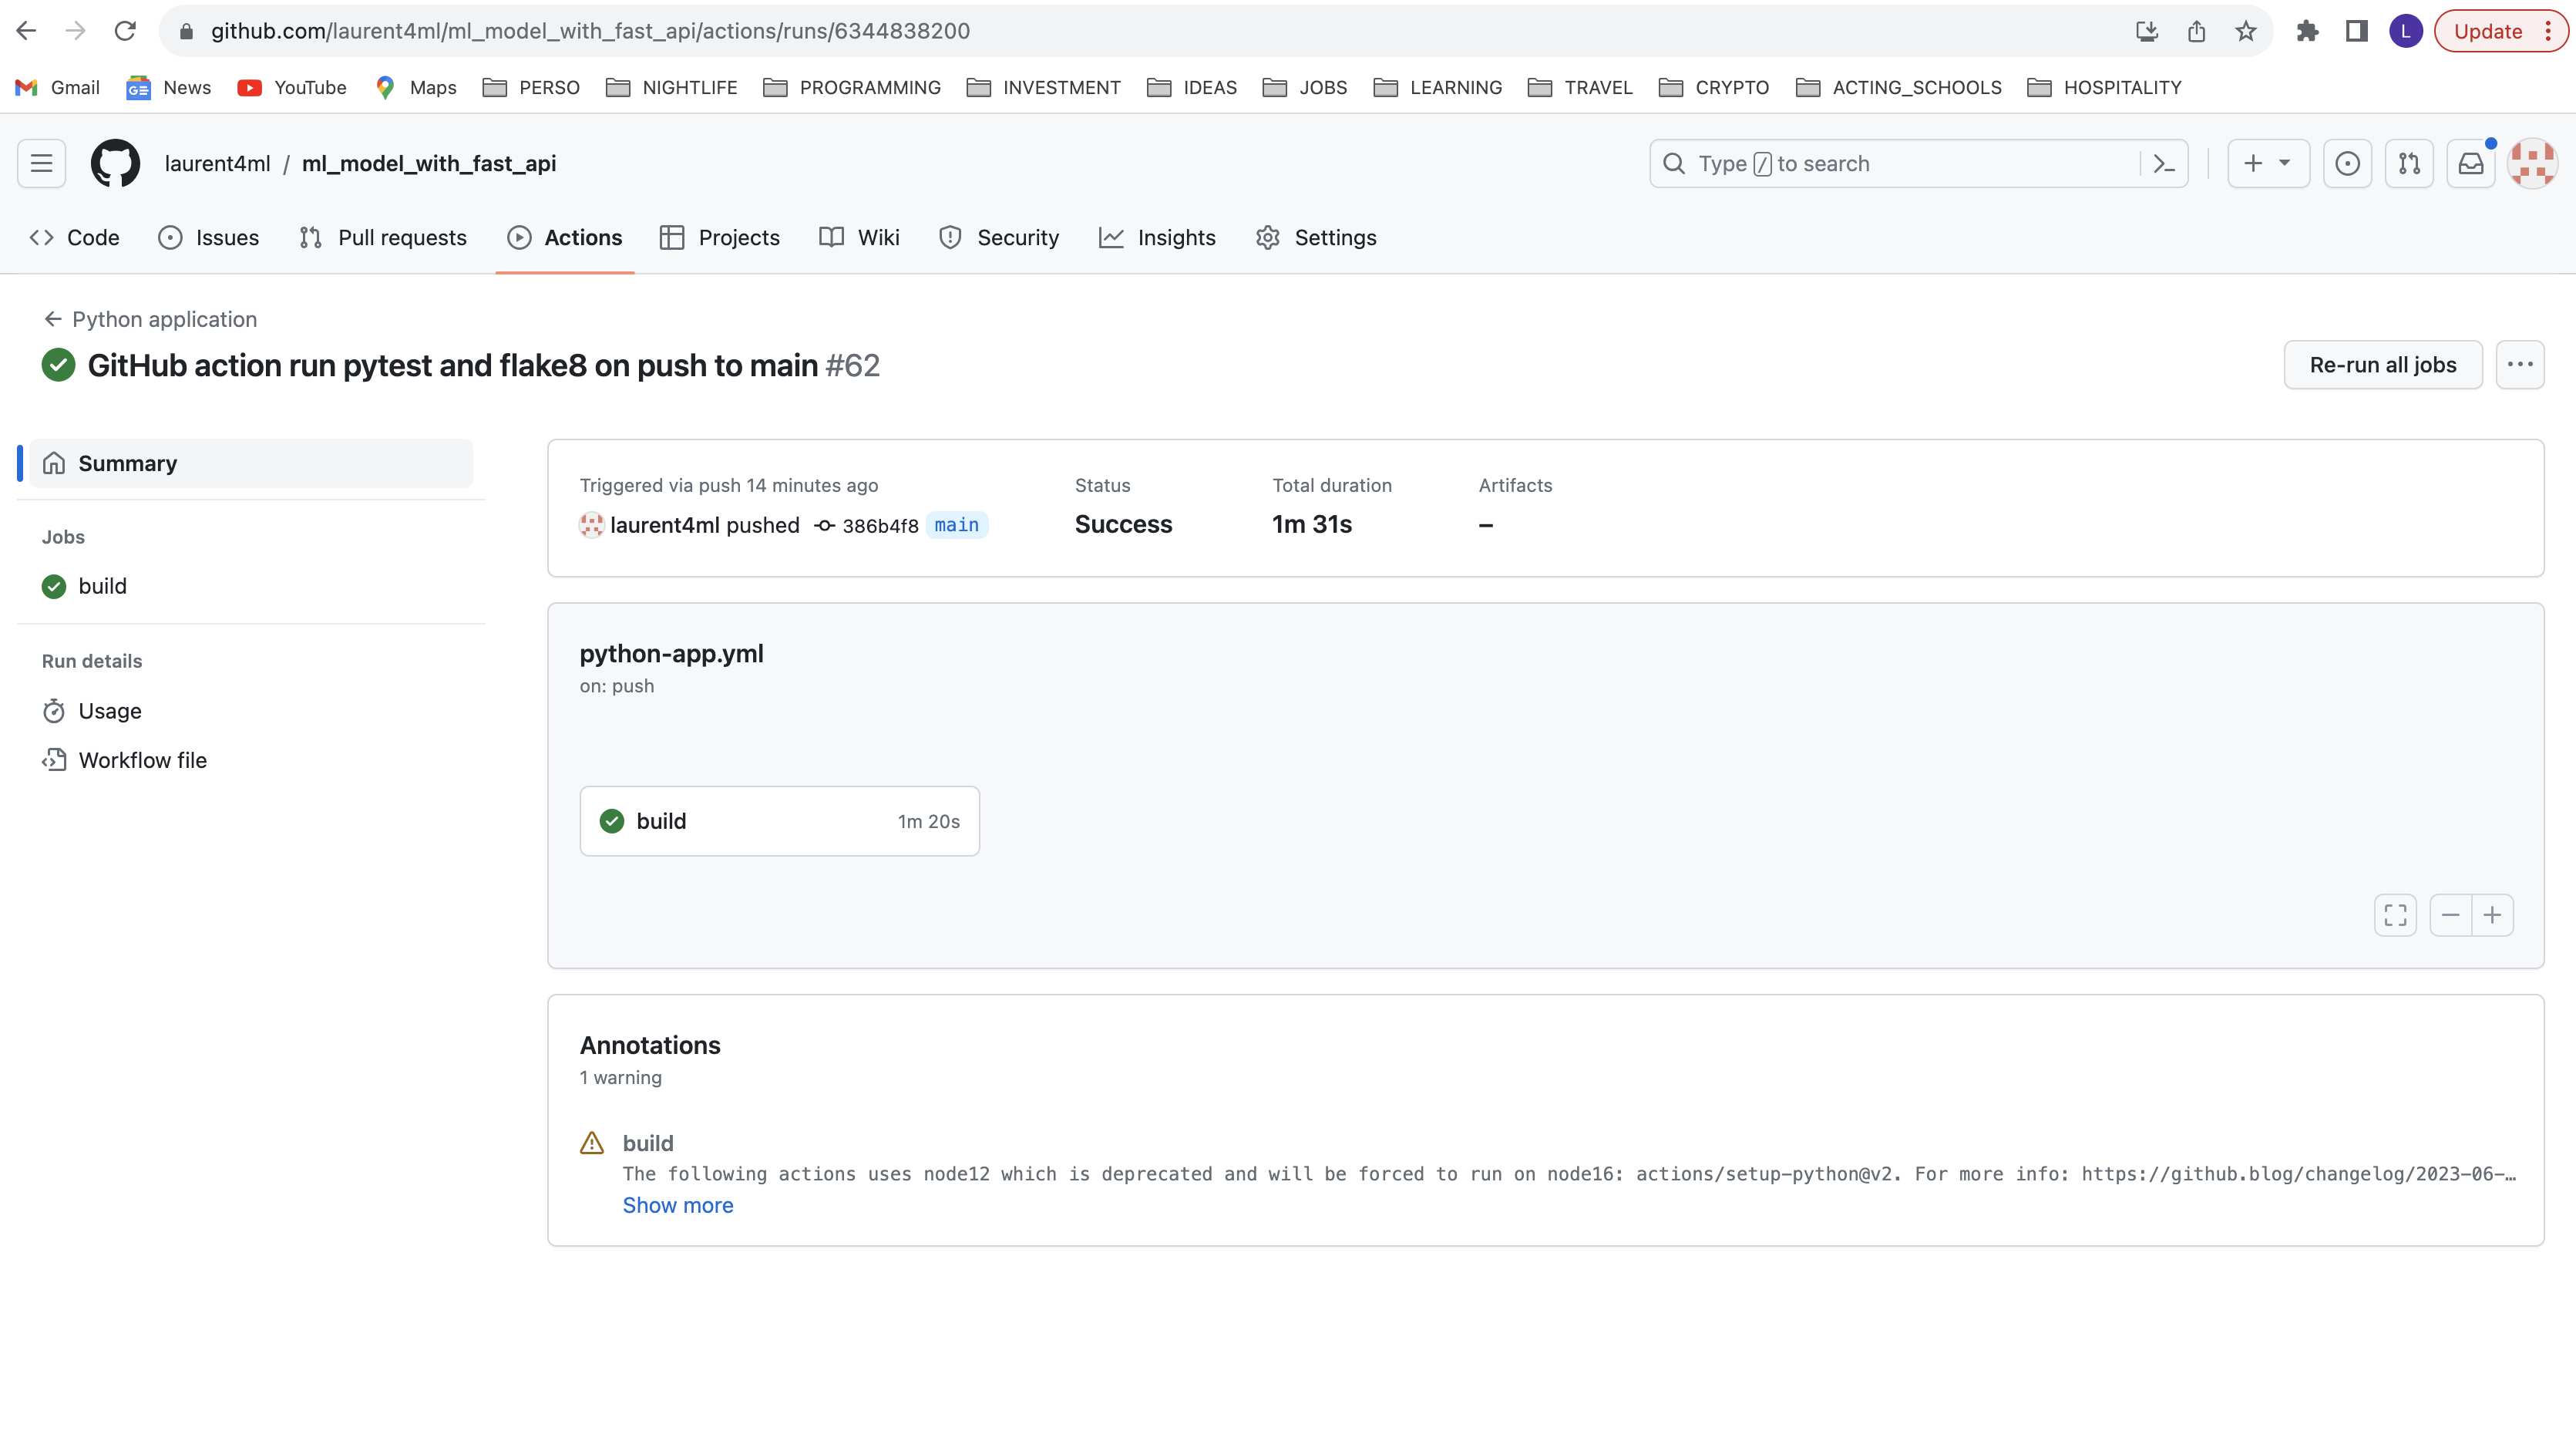 github.com/laurent4ml/ml_model_with_fast_api/actions/runs/6344838200
L
Update
Gmail
News
YouTube
Maps
PERSO
NIGHTLIFE
PROGRAMMING
INVESTMENT
IDEAS
JOBS
LEARNING
TRAVEL
CRYPTO
ACTING_SCHOOLS
HOSPITALITY
laurent4ml / ml_model_with_fast_api
Type / to search
Code
Issues
Pull requests
Actions
Projects
Wiki
Security
Insights
Settings
Python application
GitHub action run pytest and flake8 on push to main #62
Re-run all jobs
Summary
Jobs
build
Run details
Usage
Workflow file
Triggered via push 14 minutes ago
laurent4ml pushed 386b4f8 main
Status
Success
Total duration
1m 31s
Artifacts
–
python-app.yml
on: push
build 1m 20s
Annotations
1 warning
build
The following actions uses node12 which is deprecated and will be forced to run on node16: actions/setup-python@v2. For more info: https://github.blog/changelog/2023-06-…
Show more